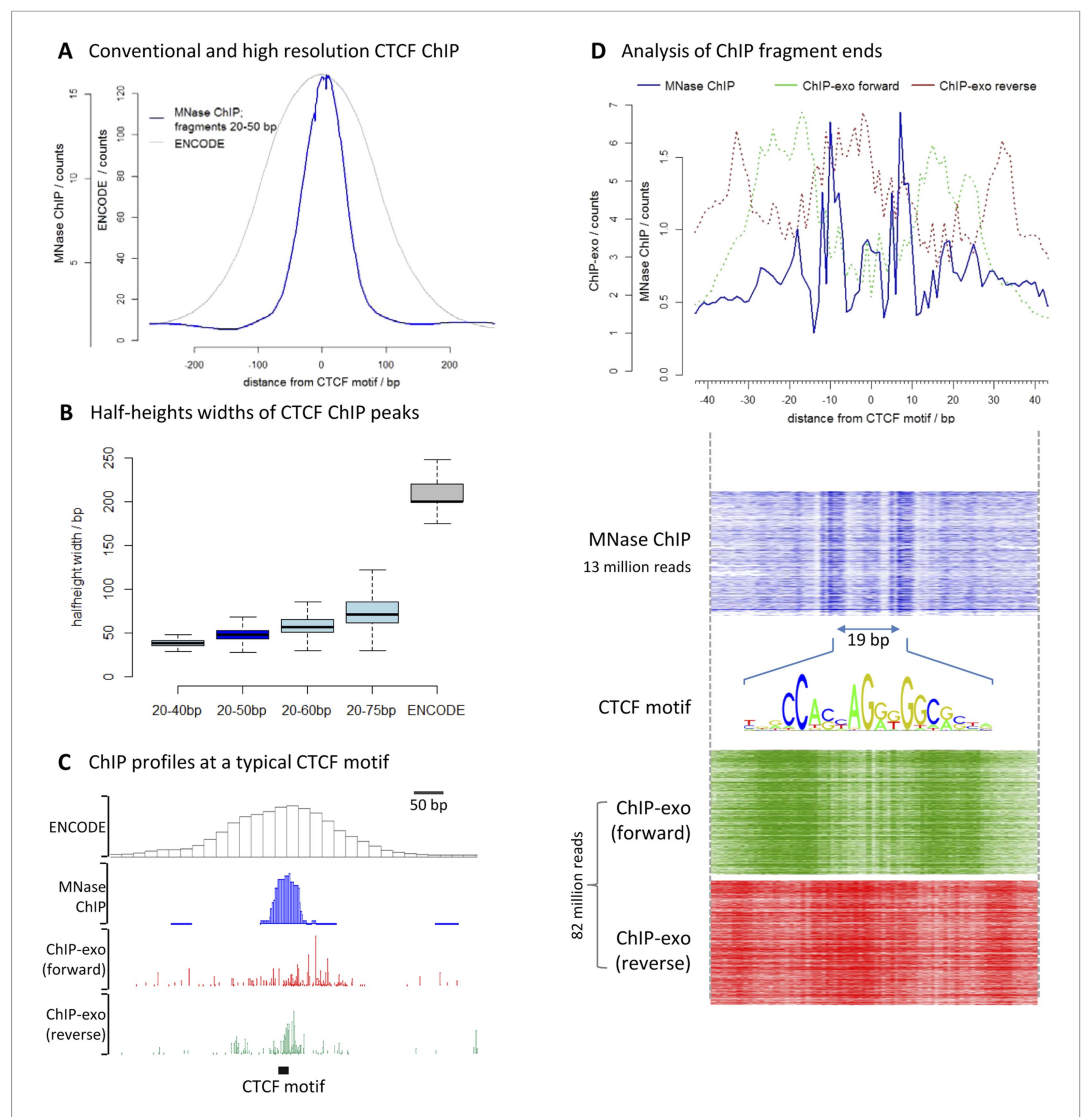 A Conventional and high resolution CTCF ChIP
MNase ChIP / counts
15
10
5
ENCODE / counts
120
100
80
60
40
20
0
MNase ChIP;
fragments 20-50 bp
ENCODE
-200 -100 0 100 200
distance from CTCF motif / bp
B Half-heights widths of CTCF ChIP peaks
halfheight width / bp
250
200
150
100
50
0
20-40bp 20-50bp 20-60bp 20-75bp ENCODE
C ChIP profiles at a typical CTCF motif
50 bp
ENCODE
MNase
ChIP
ChIP-exo
(forward)
ChIP-exo
(reverse)
CTCF motif
D Analysis of ChIP fragment ends
MNase ChIP ChIP-exo forward ChIP-exo reverse
ChIP-exo / counts
7
6
5
4
3
2
1
0
MNase ChIP / counts
1.5
1.0
0.5
0.0
-40 -30 -20 -10 0 10 20 30 40
distance from CTCF motif / bp
MNase ChIP
13 million reads
19 bp
CTCF motif
82 million reads
ChIP-exo
(forward)
ChIP-exo
(reverse)